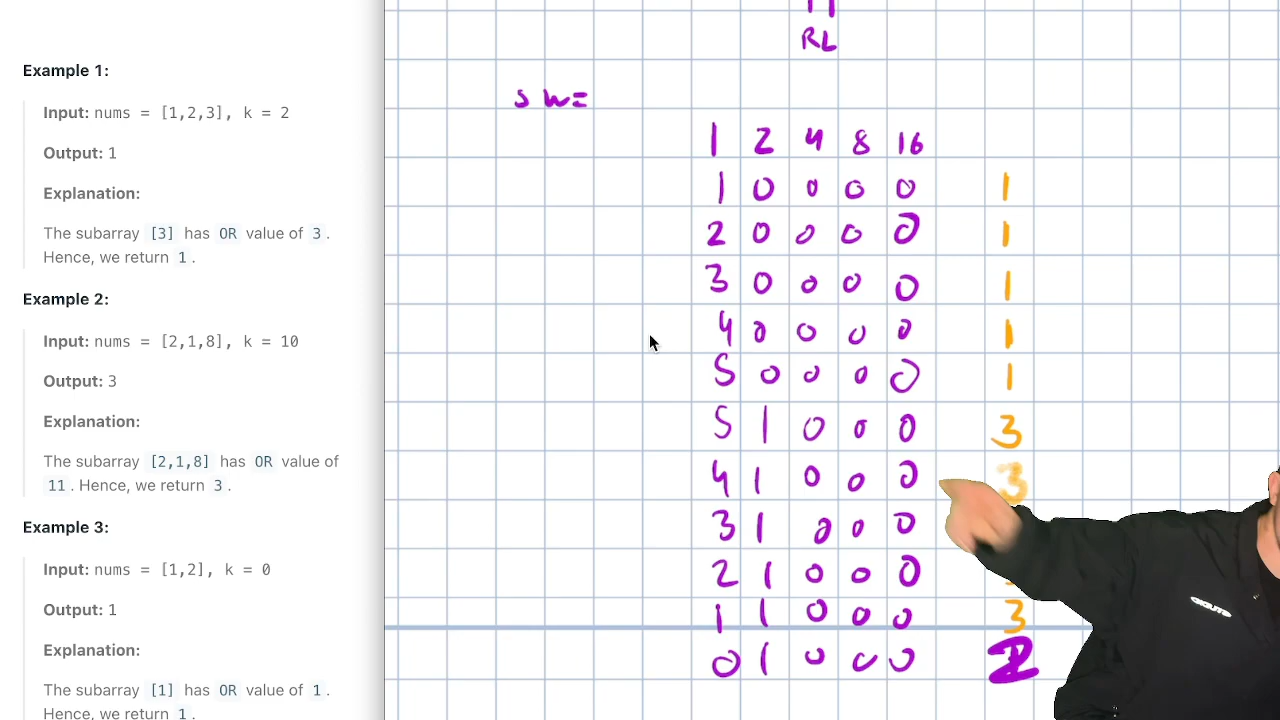 Example 1:
Input: nums = [1,2,3], k = 2
Output: 1
Explanation:
The subarray [3] has OR value of 3 .
Hence, we return 1 .
Example 2:
Input: nums = [2,1,8], k = 10
Output: 3
Explanation:
The subarray [2,1,8] has OR value of
11 . Hence, we return 3 .
Example 3:
Input: nums = [1,2], k = 0
Output: 1
Explanation:
The subarray [1] has OR value of 1 .
Hence, we return 1 .
RL
sw=
1 2 4 8 16
1 0 0 0 0 1
2 0 0 0 0 1
3 0 0 0 0 1
4 0 0 0 0 1
5 0 0 0 0 1
5 1 0 0 0 3
4 1 0 0 0 3
3 1 0 0 0
2 1 0 0 0
1 1 0 0 0 3
0 1 0 0 0